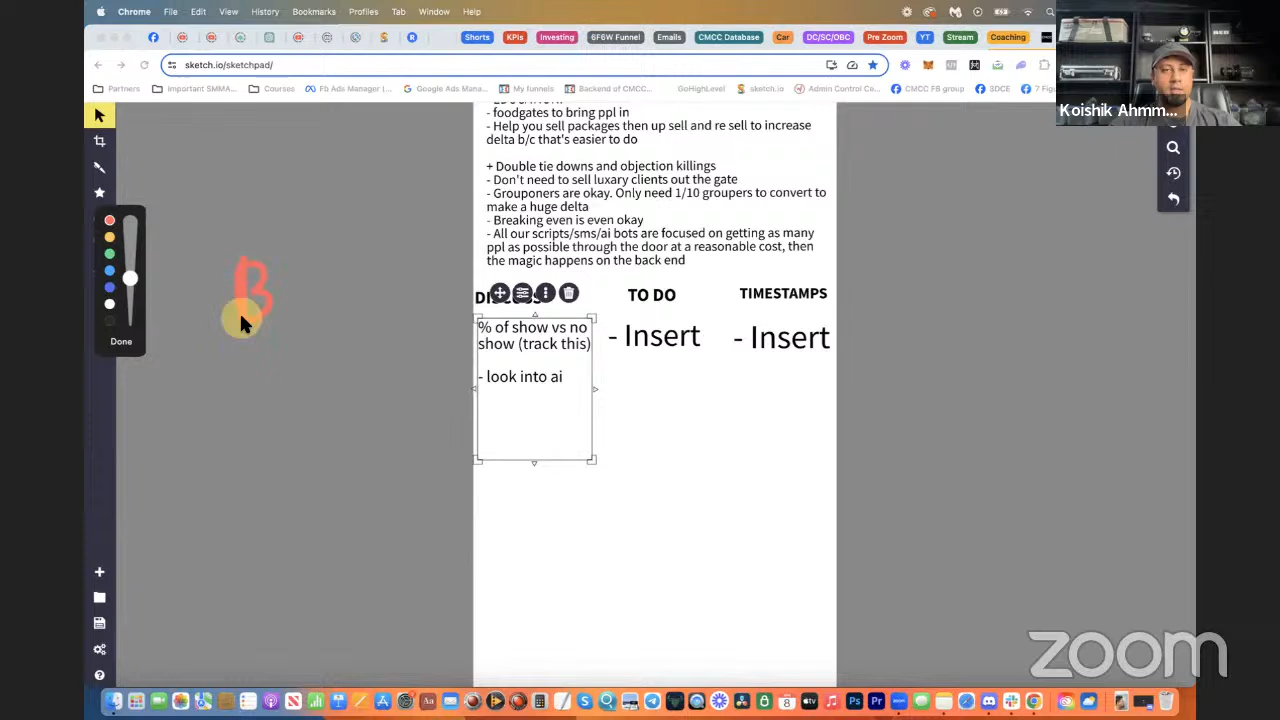 Chrome File Edit View History Bookmarks Profiles Tab Window Help
Shorts KPIs Investing 6F6W Funnel Emails CMCC Database Car DC/SC/OBC Pre Zoom YT Stream Coaching
sketch.io/sketchpad/
Partners Important SMMA... Courses Fb Ads Manager |... My funnels Google Ads Man... Backend of CMCC... GoHighLevel sketch.io Admin Control Ca... CMCC FB group 3DCE 7 Figu
Koishik Ahmm...
- foodgates to bring ppl in
- Help you sell packages then up sell and re sell to increase
delta b/c that's easier to do
+ Double tie downs and objection killings
- Don't need to sell luxary clients out the gate
- Grouponers are okay. Only need 1/10 groupers to convert to
make a huge delta
- Breaking even is even okay
- All our scripts/sms/ai bots are focused on getting as many
ppl as possible through the door at a reasonable cost, then
the magic happens on the back end
B
TO DO
TIMESTAMPS
% of show vs no
show (track this)
- look into ai
- Insert
- Insert
Done
zoom